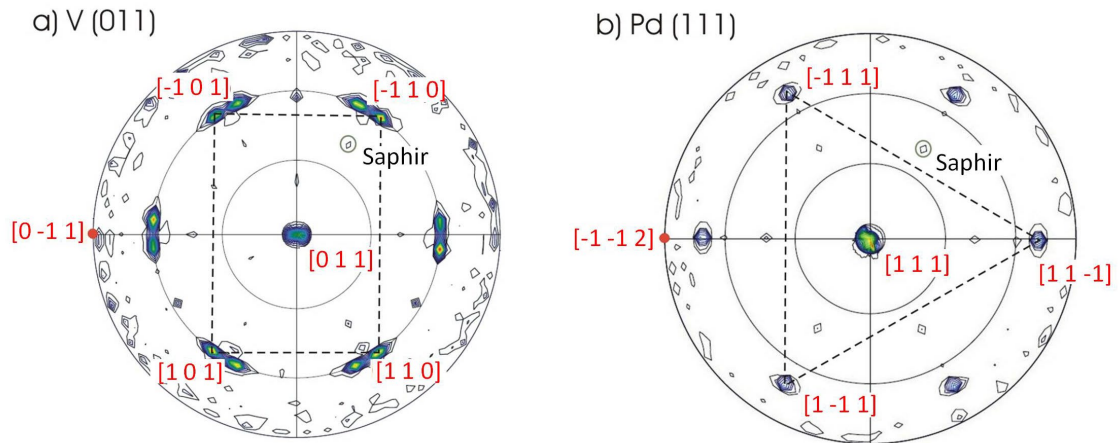 a) V (011)
[-1 0 1]
[-1 1 0]
Saphir
[0 -1 1]
[0 1 1]
[1 0 1]
[1 1 0]
b) Pd (111)
[-1 1 1]
Saphir
[-1 -1 2]
[1 1 1]
[1 1 -1]
[1 -1 1]